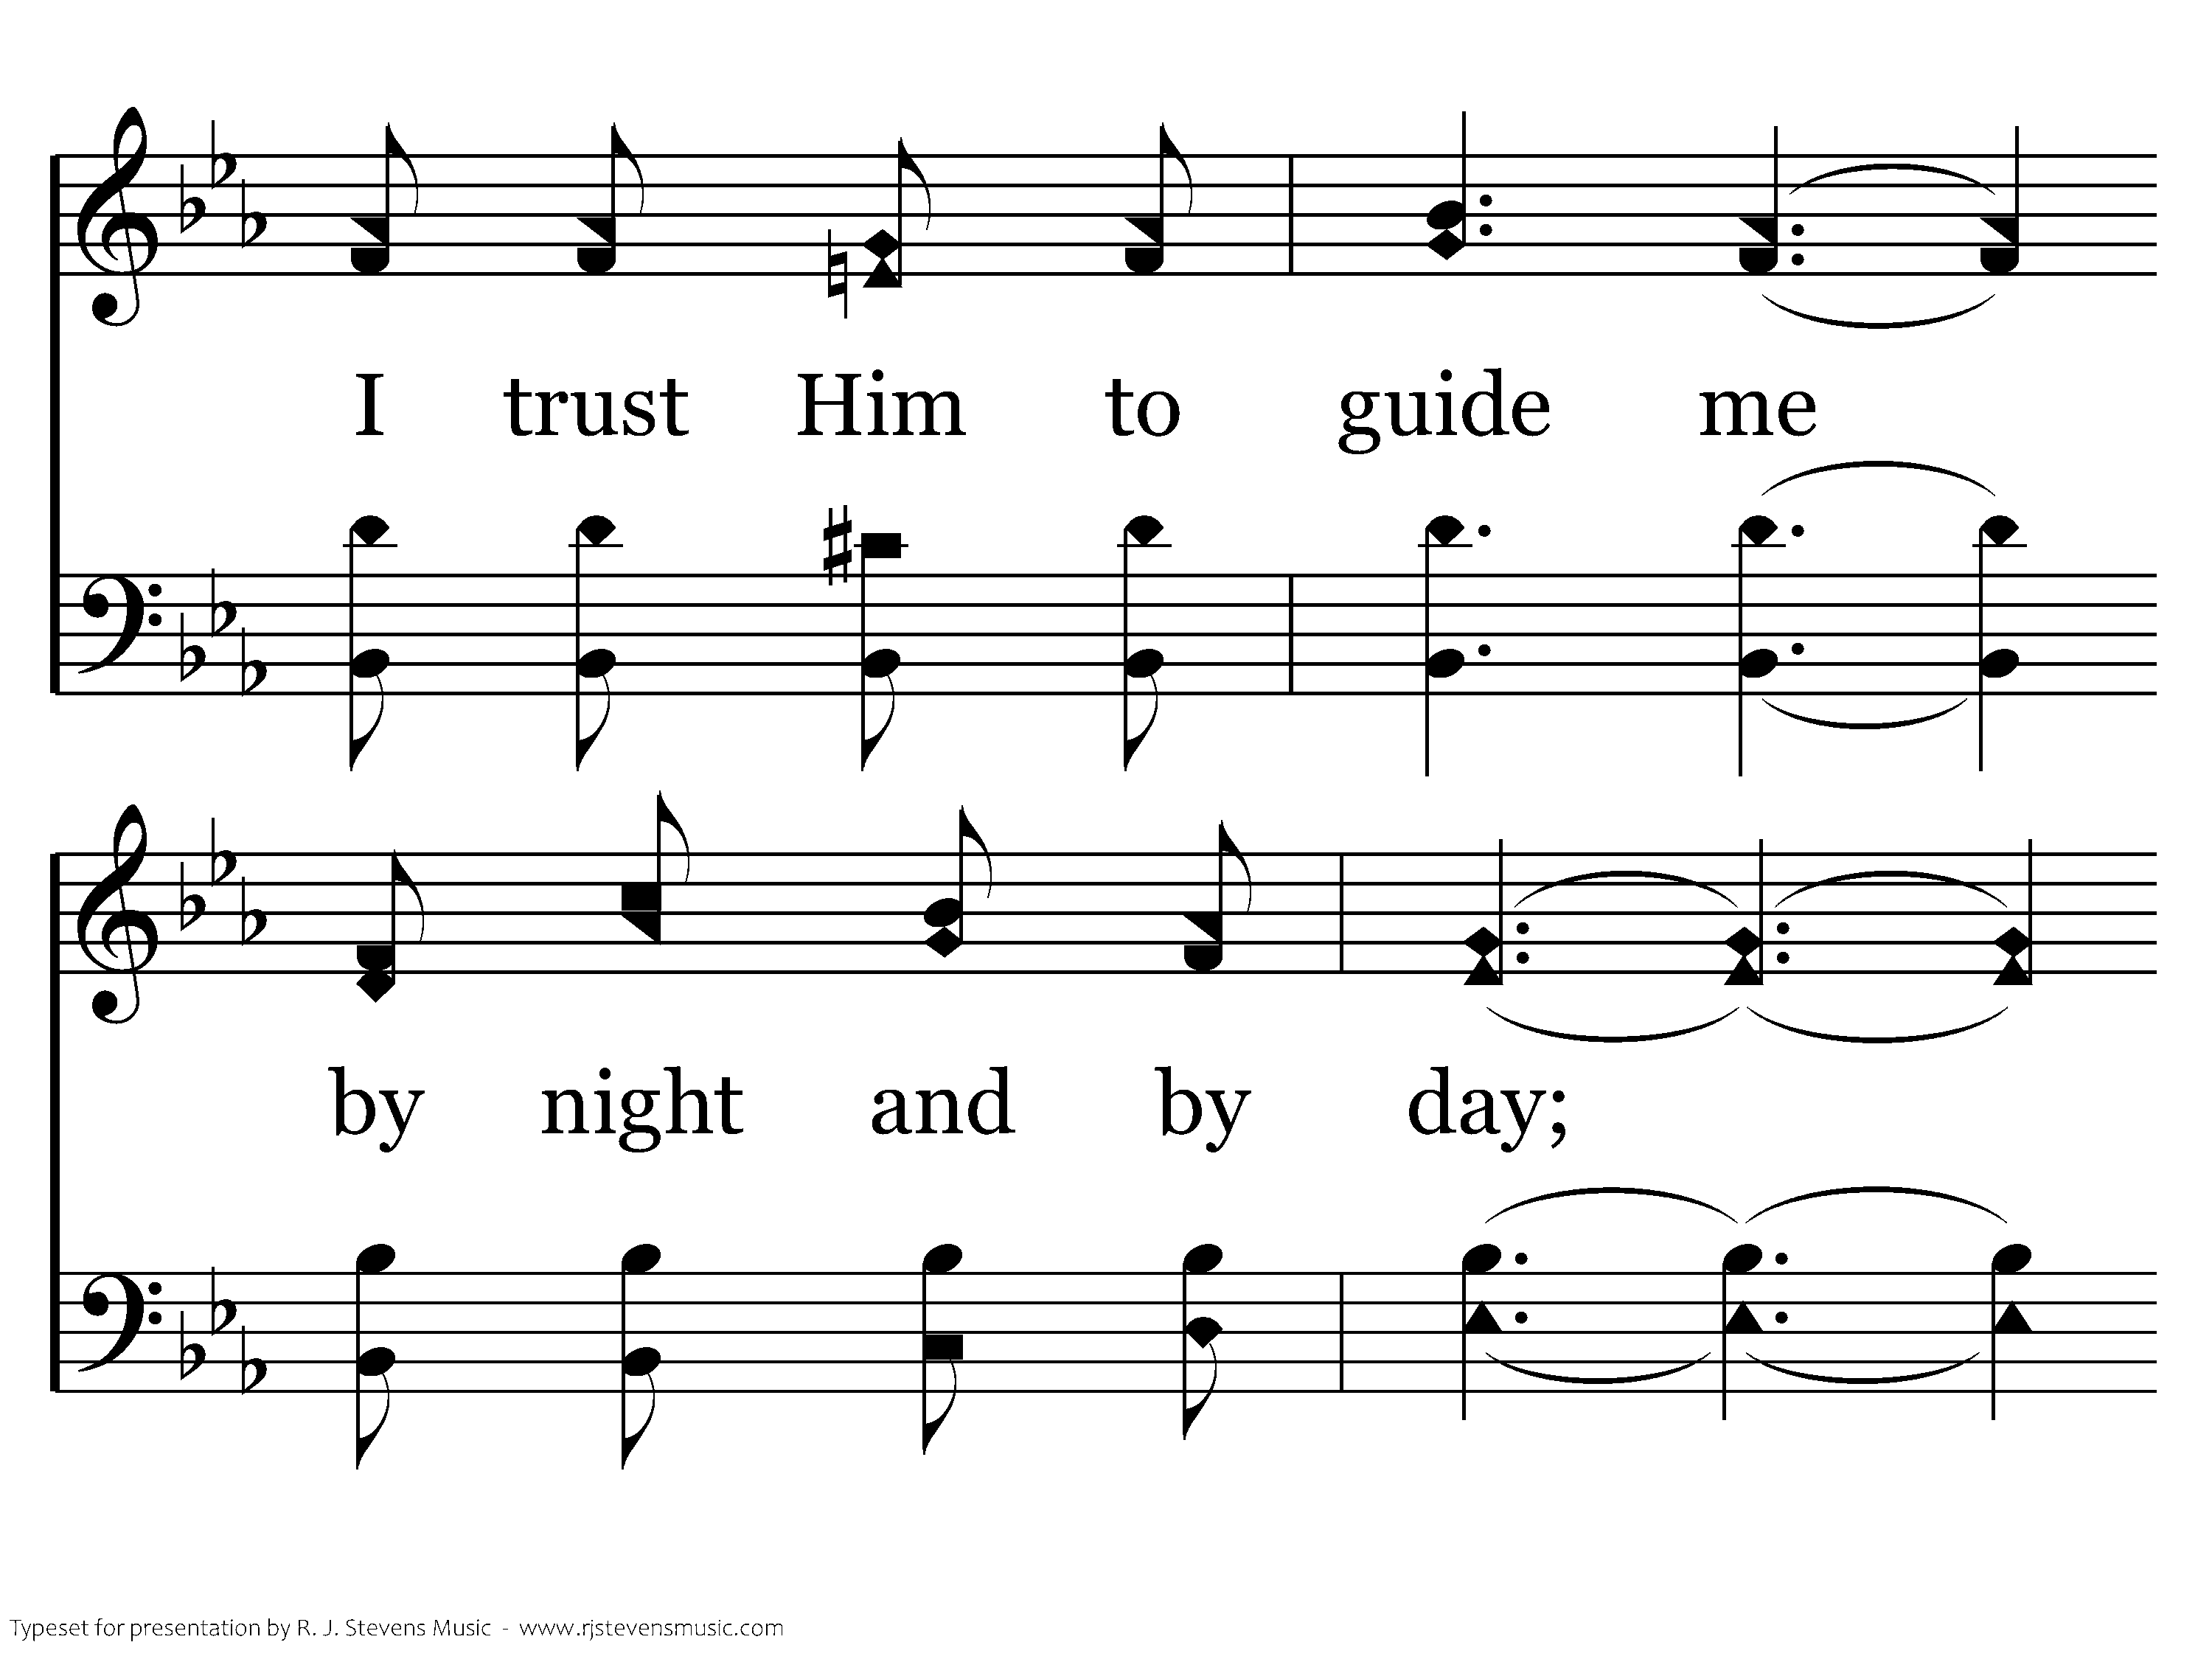 I trust Him to guide me
by night and by day;
Typeset for presentation by R. J. Stevens Music - www.rjstevensmusic.com